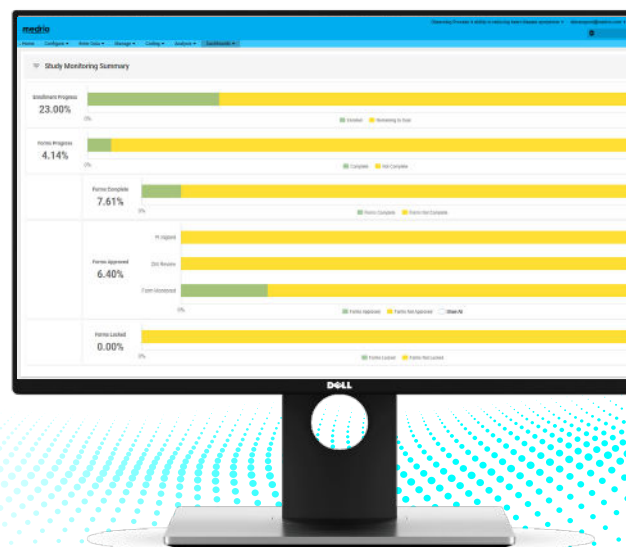 medrio
Home Configure Enter Data Manage Coding Analysis Dashboards
Study Monitoring Summary
Enrollment Progress
23.00%
0%
Enrolled Remaining to Goal
Forms Progress
4.14%
0%
Complete Not Complete
Forms Complete
7.61%
0%
Forms Complete Forms Not Complete
PI Signed
Forms Approved
6.40%
DM Review
Form Monitored
0%
Forms Approved Forms Not Approved Show All
Forms Locked
0.00%
0%
Forms Locked Forms Not Locked
DELL